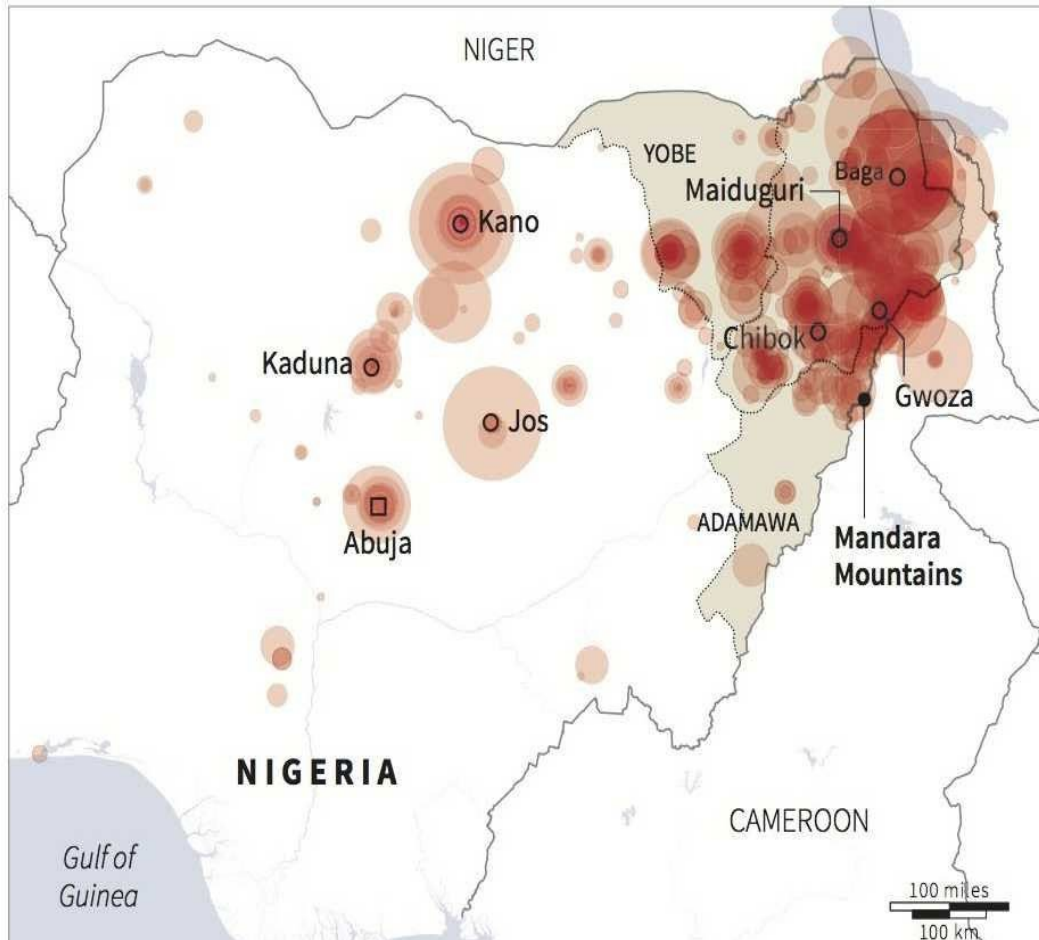 NIGER
YOBE
Baga
Maiduguri
Kano
Chibok
Kaduna
Gwoza
Jos
ADAMAWA
Mandara
Mountains
Abuja
NIGERIA
CAMEROON
Gulf of
Guinea
100 miles
100 km